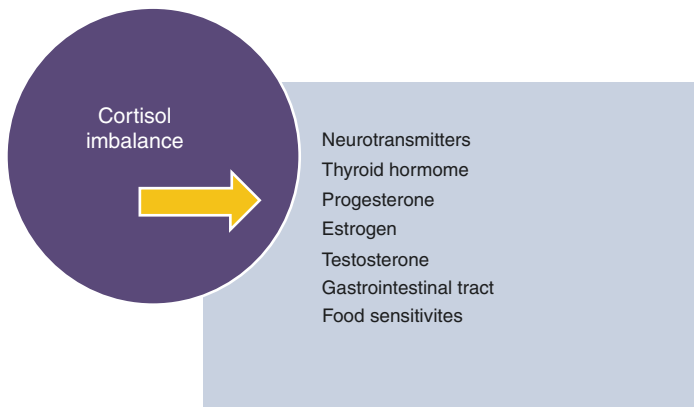 Cortisol
imbalance
Neurotransmitters
Thyroid hormome
Progesterone
Estrogen
Testosterone
Gastrointestinal tract
Food sensitivites